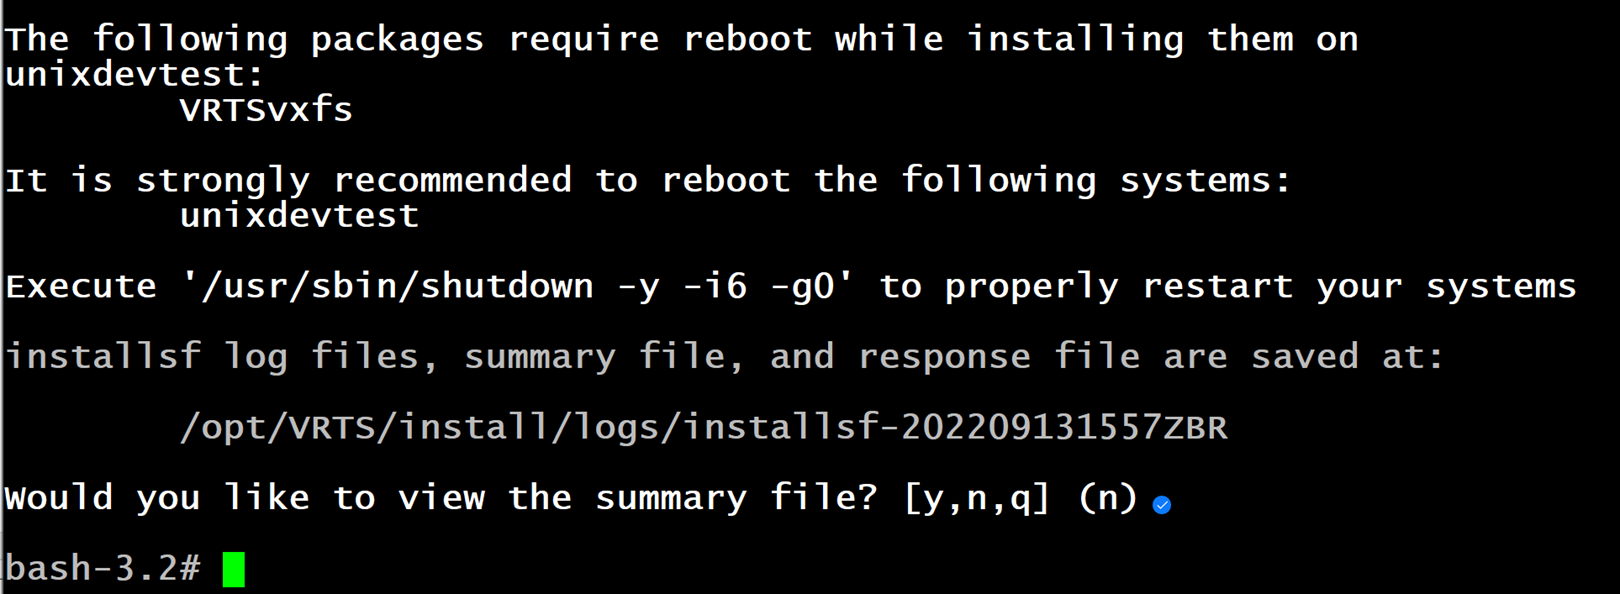 The following packages require reboot while installing them on
unixdevtest:
VRTSvxfs
It is strongly recommended to reboot the following systems:
unixdevtest
Execute '/usr/sbin/shutdown -y -i6 -g0' to properly restart your systems
installsf log files, summary file, and response file are saved at:
/opt/VRTS/install/logs/installsf-202209131557ZBR
Would you like to view the summary file? [y,n,q] (n)
bash-3.2#